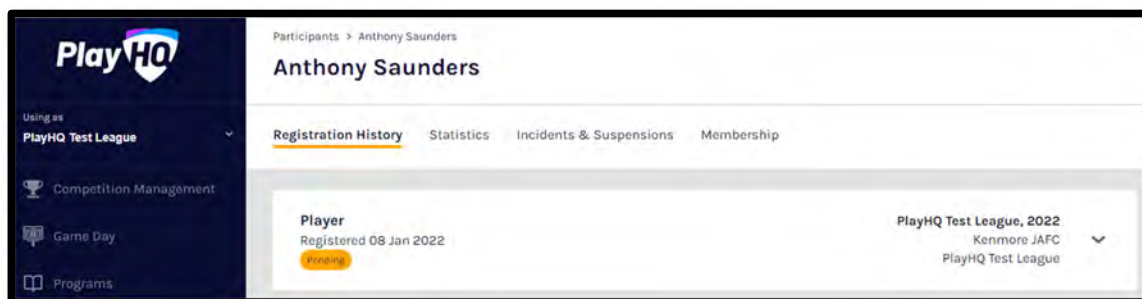 PlayHQ
Using as
PlayHQ Test League
Competition Management
Game Day
Programs
Participants > Anthony Saunders
Anthony Saunders
Registration History Statistics Incidents & Suspensions Membership
Player
Registered 08 Jan 2022
Pending
PlayHQ Test League, 2022
Kenmore JAFC
PlayHQ Test League